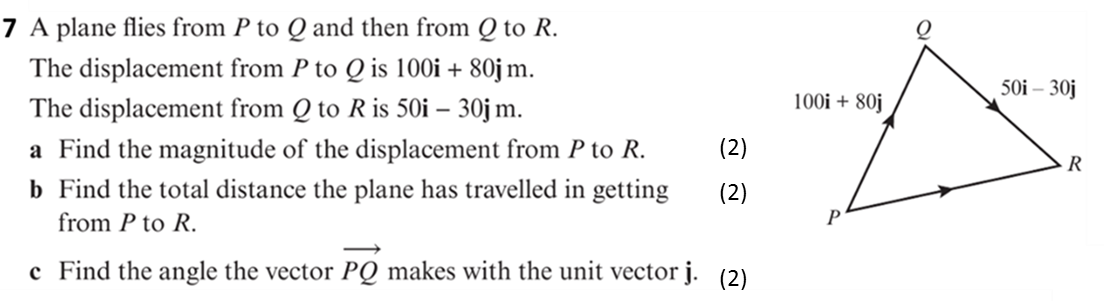 7 A plane flies from P to Q and then from Q to R.
The displacement from P to Q is 100i + 80j m.
The displacement from Q to R is 50i – 30j m.
a Find the magnitude of the displacement from P to R. (2)
b Find the total distance the plane has travelled in getting (2)
from P to R.
c Find the angle the vector $\overrightarrow{PQ}$ makes with the unit vector j. (2)
Q
100i + 80j
50i – 30j
R
P